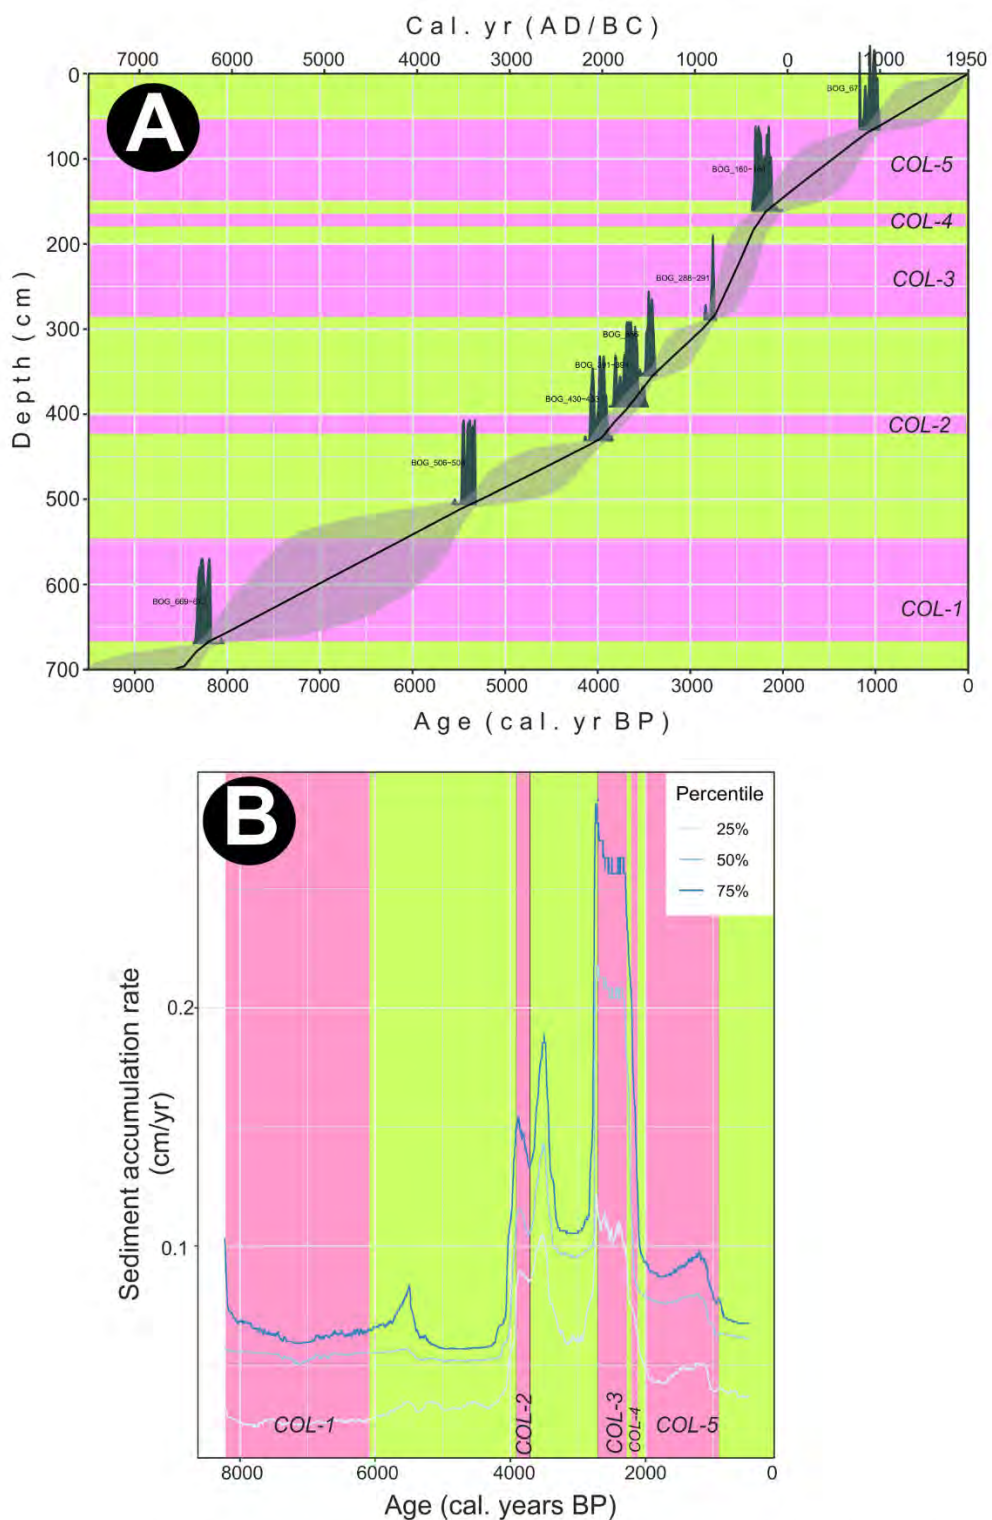 Cal. yr (AD/BC)
7000 6000 5000 4000 3000 2000 1000 0 1000 1950
A
0
100
200
300
400
500
600
700
Depth (cm)
BOG_67
BOG_160-
COL-5
COL-4
BOG_288-291
COL-3
BOG_430-
COL-2
BOG_506-
BOG_669-
COL-1
9000 8000 7000 6000 5000 4000 3000 2000 1000 0
Age (cal. yr BP)
B
Percentile
25%
50%
75%
Sediment accumulation rate
(cm/yr)
0.2
0.1
COL-1
COL-2
COL-3
COL-4
COL-5
8000 6000 4000 2000 0
Age (cal. years BP)